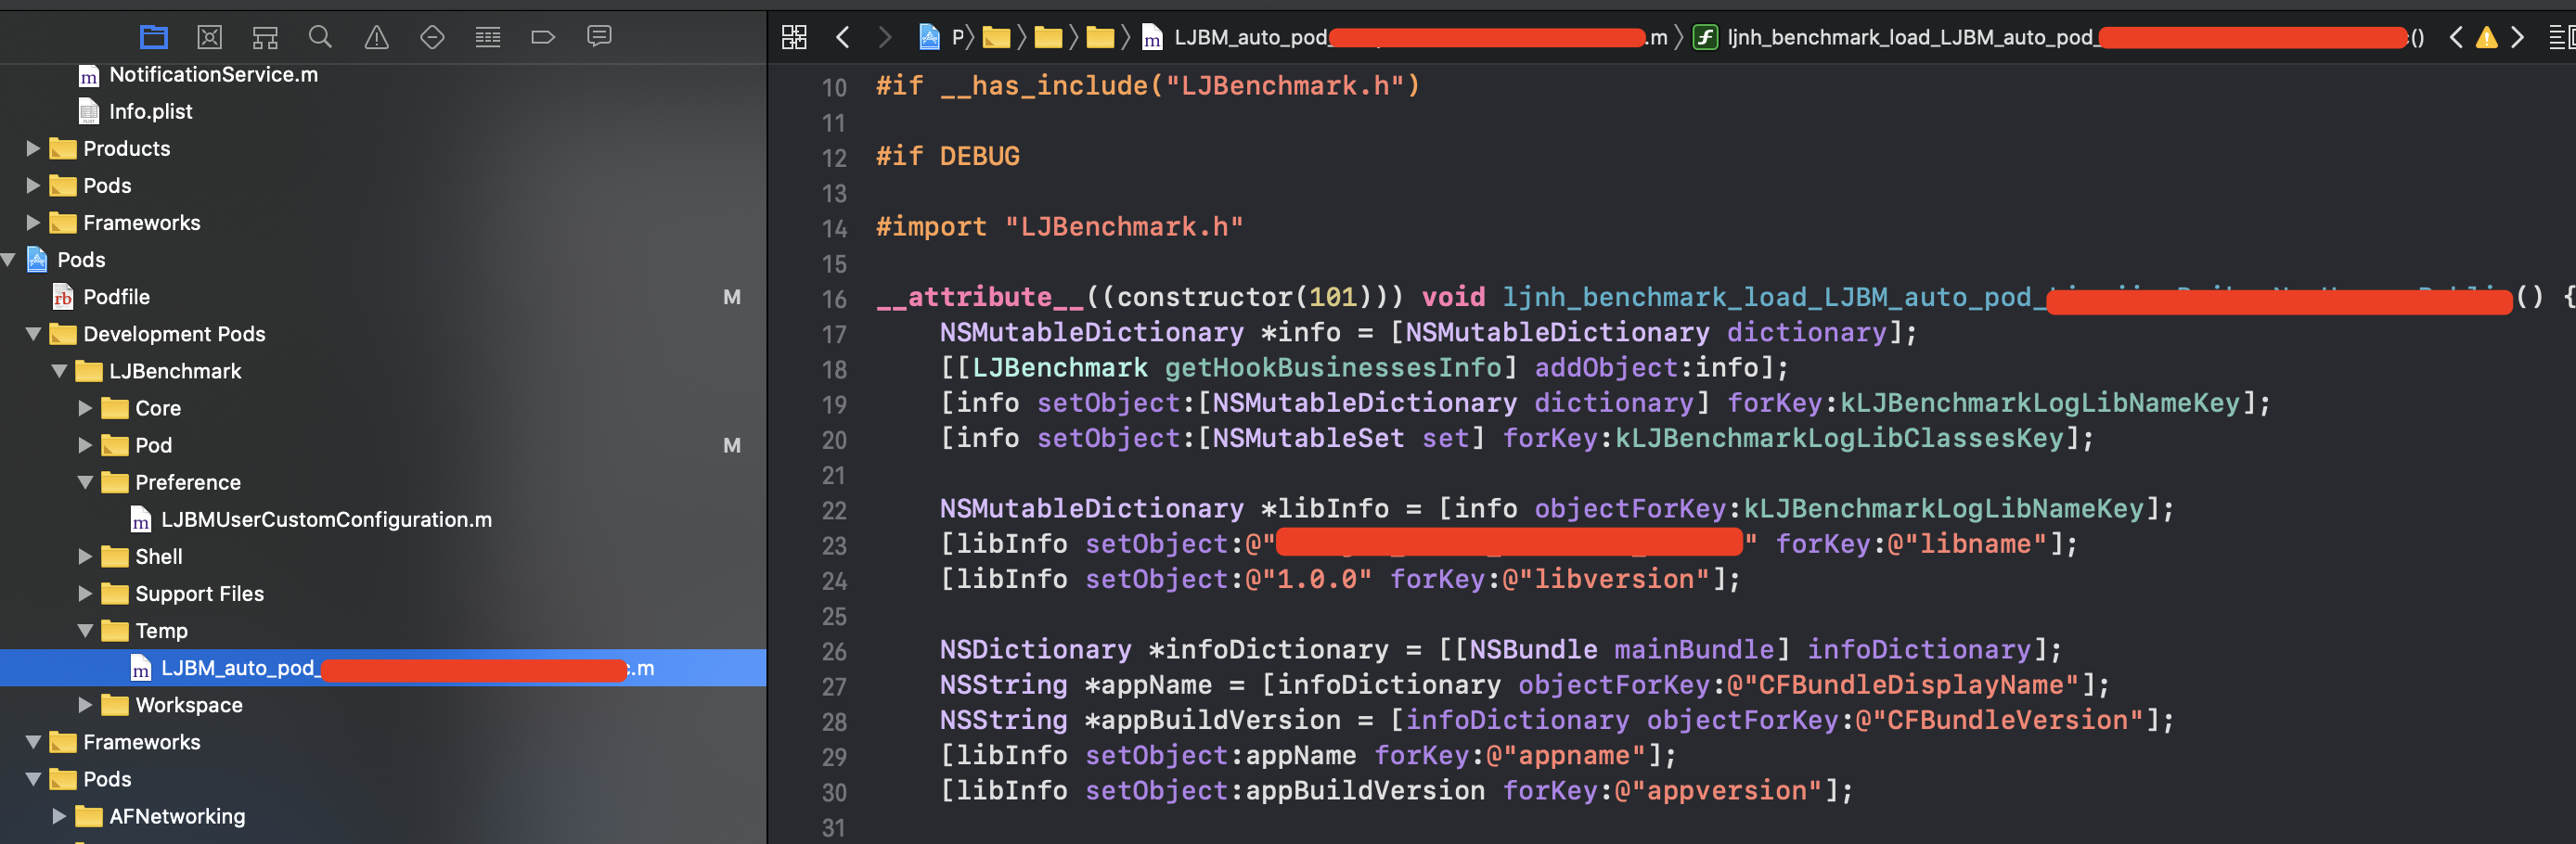 NotificationService.m
Info.plist
Products
Pods
Frameworks
Pods
Podfile M
Development Pods
LJBenchmark
Core
Pod M
Preference
LJBMUserCustomConfiguration.m
Shell
Support Files
Temp
LJBM_auto_pod_ .m
Workspace
Frameworks
Pods
AFNetworking
P LJBM_auto_pod_ .m ljnh_benchmark_load_LJBM_auto_pod_ ()
10 #if __has_include("LJBenchmark.h")
11
12 #if DEBUG
13
14 #import "LJBenchmark.h"
15
16 __attribute__((constructor(101))) void ljnh_benchmark_load_LJBM_auto_pod_ () {
17 NSMutableDictionary *info = [NSMutableDictionary dictionary];
18 [[LJBenchmark getHookBusinessesInfo] addObject:info];
19 [info setObject:[NSMutableDictionary dictionary] forKey:kLJBenchmarkLogLibNameKey];
20 [info setObject:[NSMutableSet set] forKey:kLJBenchmarkLogLibClassesKey];
21
22 NSMutableDictionary *libInfo = [info objectForKey:kLJBenchmarkLogLibNameKey];
23 [libInfo setObject:@" " forKey:@"libname"];
24 [libInfo setObject:@"1.0.0" forKey:@"libversion"];
25
26 NSDictionary *infoDictionary = [[NSBundle mainBundle] infoDictionary];
27 NSString *appName = [infoDictionary objectForKey:@"CFBundleDisplayName"];
28 NSString *appBuildVersion = [infoDictionary objectForKey:@"CFBundleVersion"];
29 [libInfo setObject:appName forKey:@"appname"];
30 [libInfo setObject:appBuildVersion forKey:@"appversion"];
31